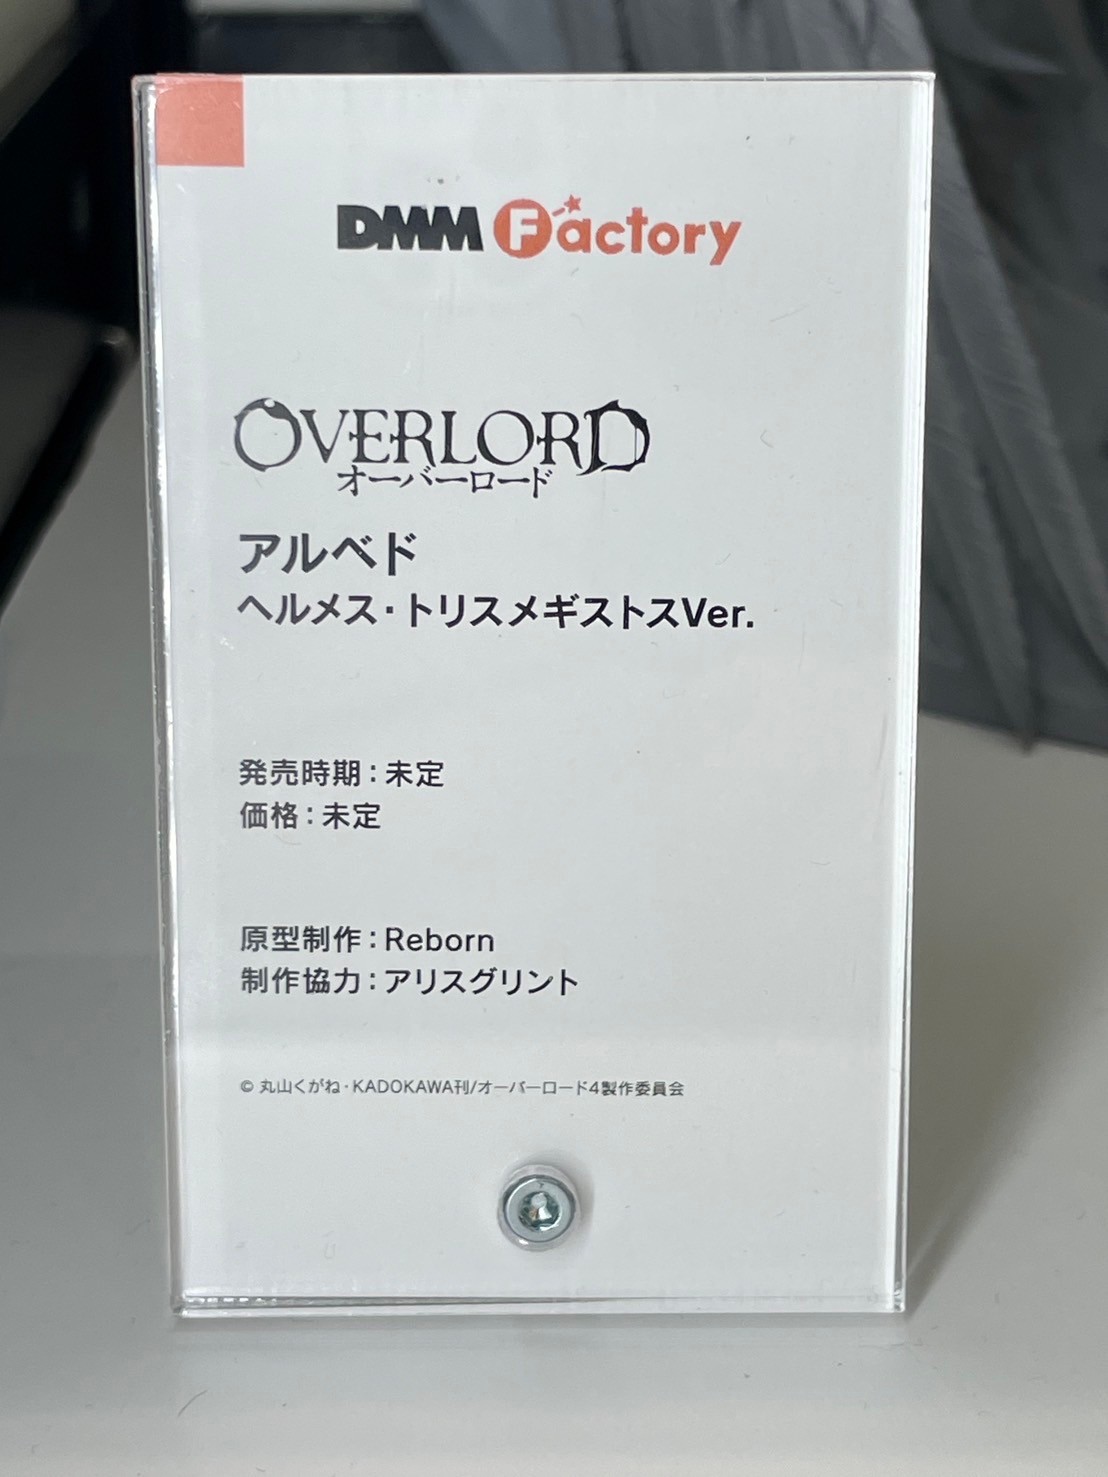 DMM Factory
OVERLORD
オーバーロード
アルベド
ヘルメス・トリスメギストスVer.
発売時期：未定
価格：未定
原型制作：Reborn
制作協力：アリスグリント
© 丸山くがね・KADOKAWA刊/オーバーロード4製作委員会